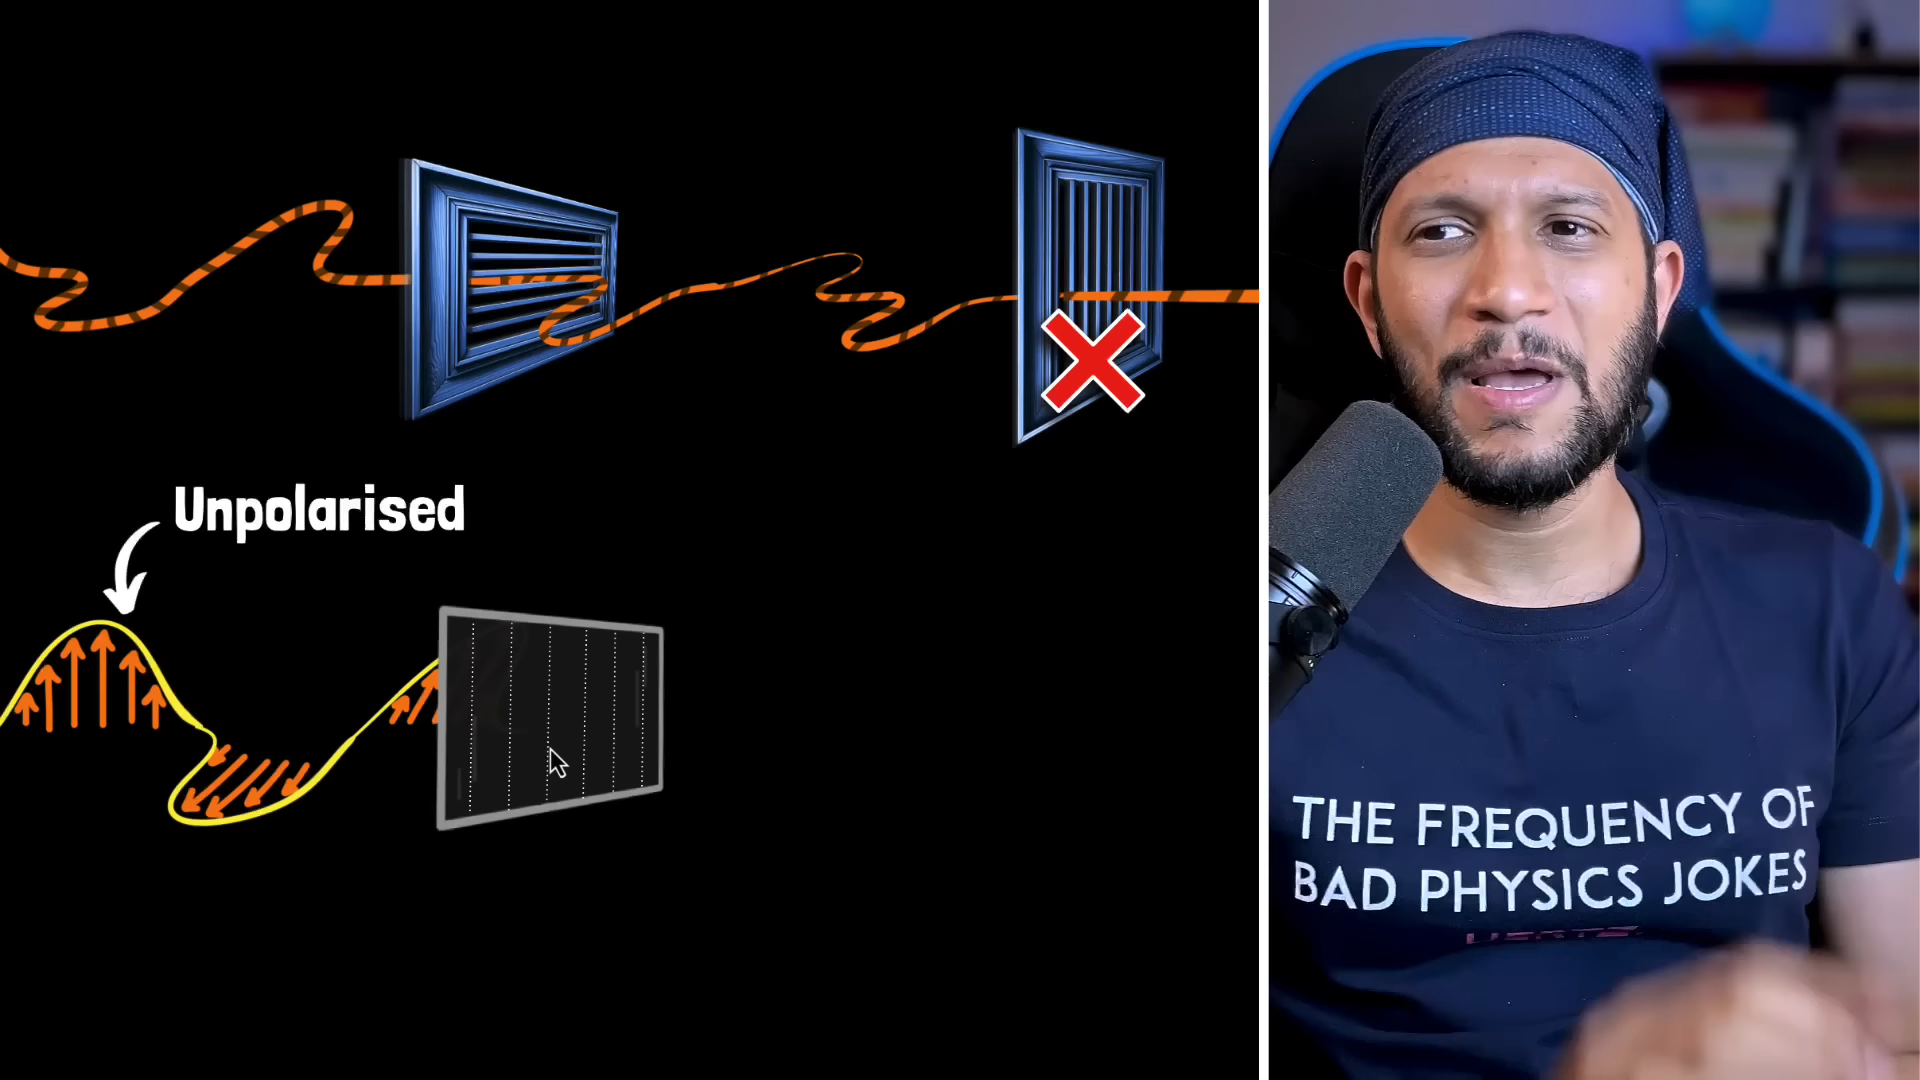 Unpolarised
THE FREQUENCY OF
BAD PHYSICS JOKES